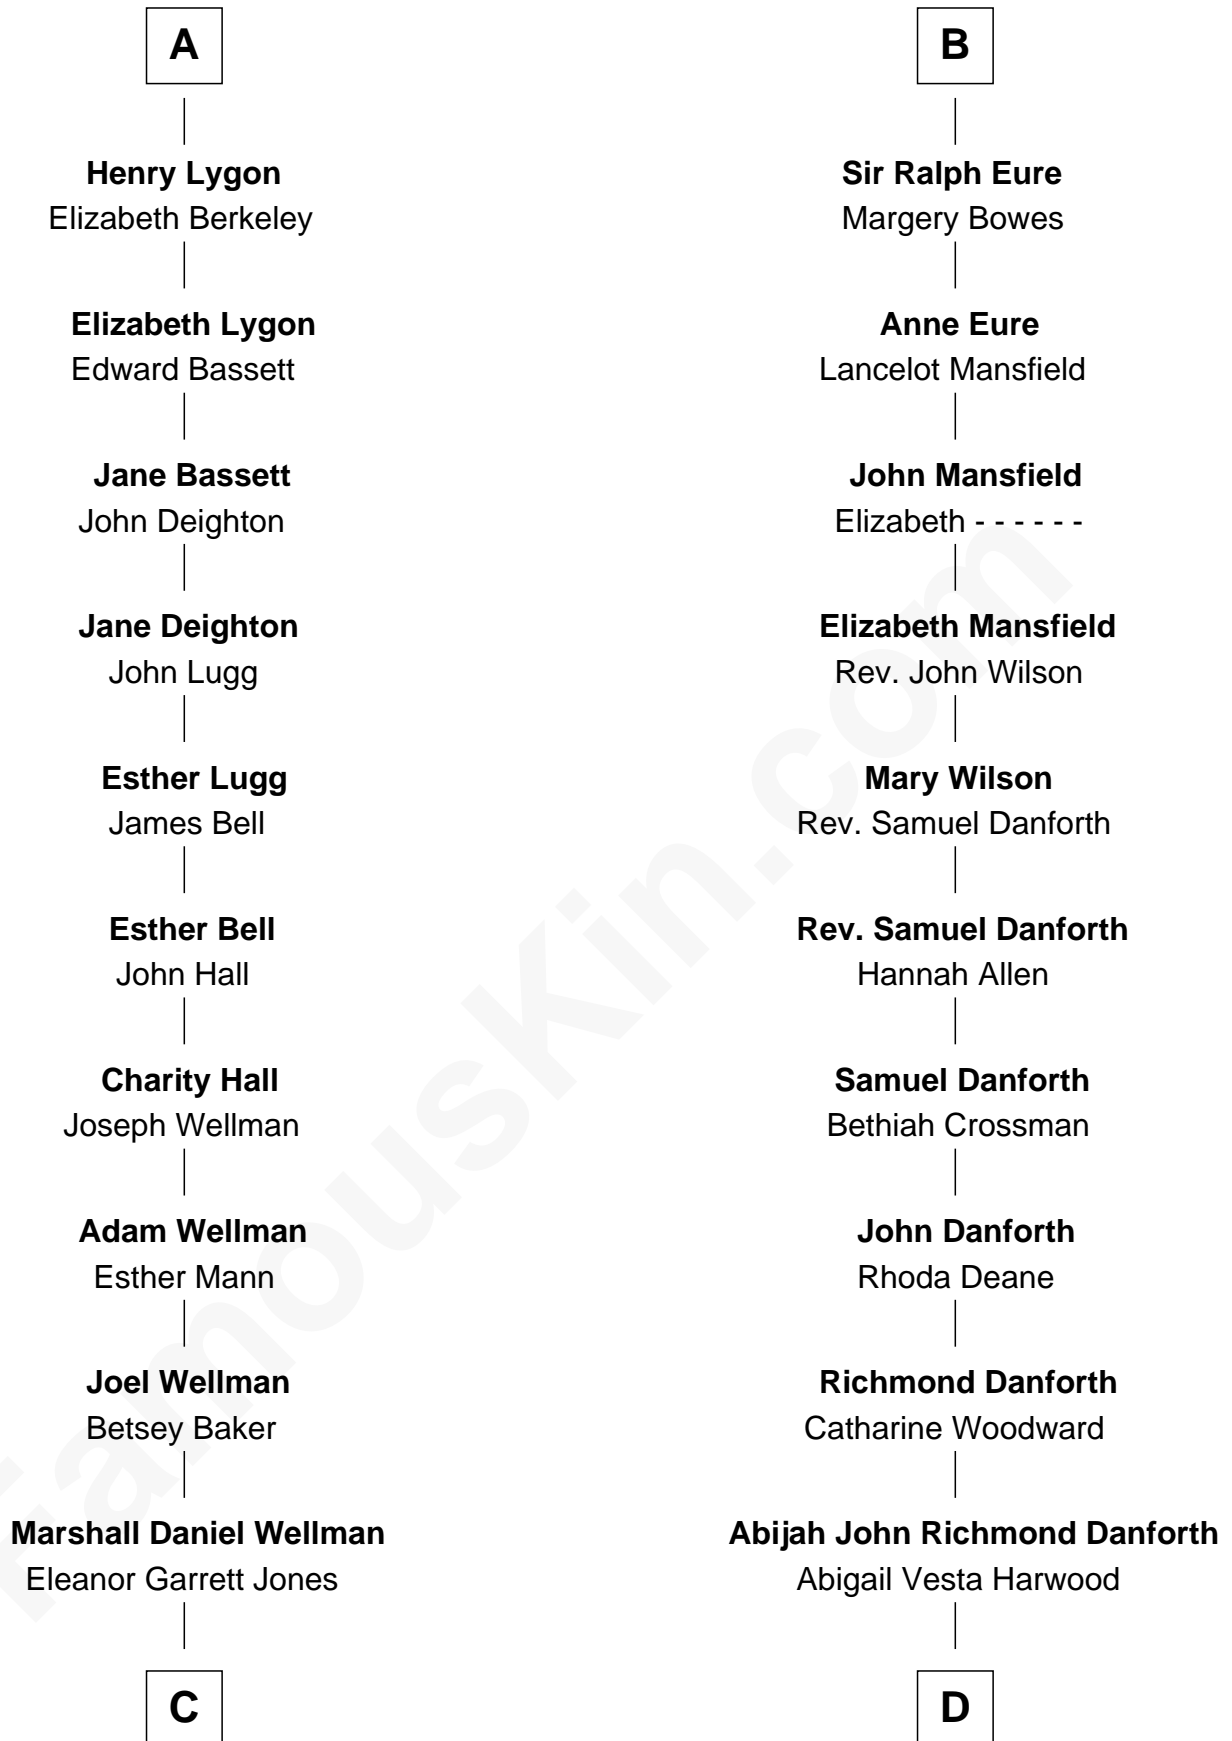 A
Henry Lygon
Elizabeth Berkeley
Elizabeth Lygon
Edward Bassett
Jane Bassett
John Deighton
Jane Deighton
John Lugg
Esther Lugg
James Bell
Esther Bell
John Hall
Charity Hall
Joseph Wellman
Adam Wellman
Esther Mann
Joel Wellman
Betsey Baker
Marshall Daniel Wellman
Eleanor Garrett Jones
C
B
Sir Ralph Eure
Margery Bowes
Anne Eure
Lancelot Mansfield
John Mansfield
Elizabeth - - - - - -
Elizabeth Mansfield
Rev. John Wilson
Mary Wilson
Rev. Samuel Danforth
Rev. Samuel Danforth
Hannah Allen
Samuel Danforth
Bethiah Crossman
John Danforth
Rhoda Deane
Richmond Danforth
Catharine Woodward
Abijah John Richmond Danforth
Abigail Vesta Harwood
D
FamousKin.com